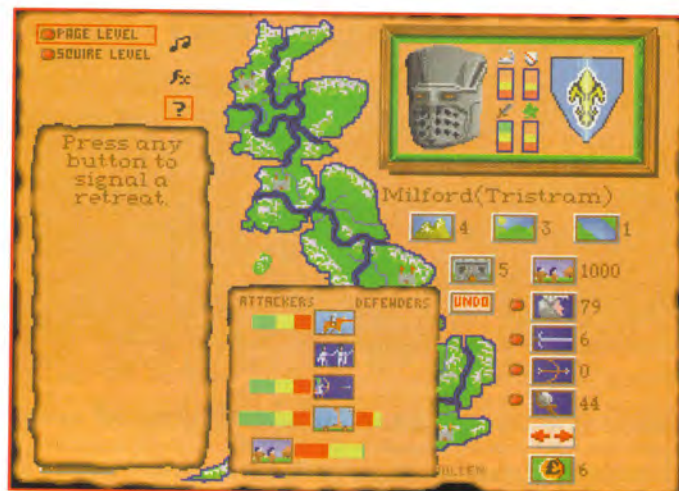 PAGE LEVEL
SQUIRE LEVEL
fx
?
Press any
button to
signal a
retreat.
Milford(Tristram)
4 3 1
5 1000
UNDO 79
6
0
44
ATTACKERS DEFENDERS
6